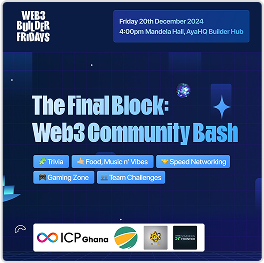 WEB3
BUILDER
FRIDAYS
Friday 20th December 2024
4:00pm Mandela Hall, AyaHQ Builder Hub
The Final Block:
Web3 Community Bash
Trivia
Food, Music n' Vibes
Speed Networking
Gaming Zone
Team Challenges
ICP Ghana